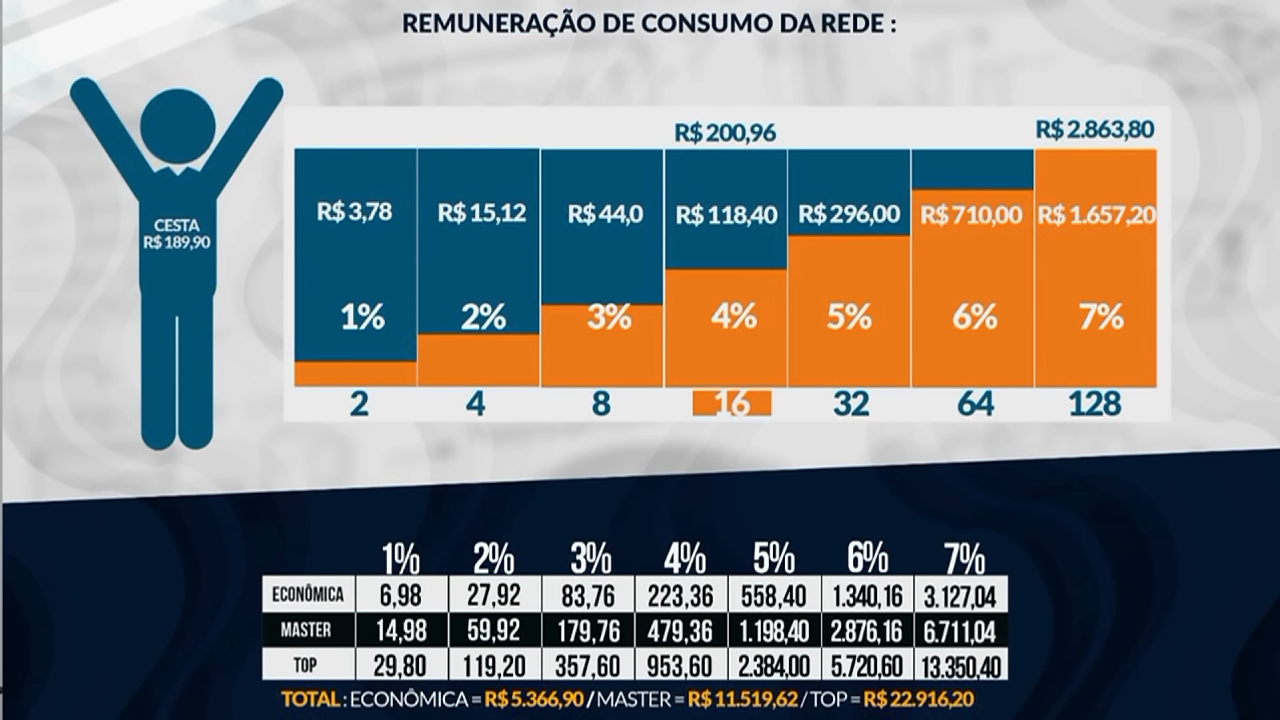 REMUNERAÇÃO DE CONSUMO DA REDE :
CESTA
R$ 189,90
R$ 200,96 R$ 2.863,80
R$ 3,78 R$ 15,12 R$ 44,0 R$ 118,40 R$ 296,00 R$ 710,00 R$ 1.657,20
1% 2% 3% 4% 5% 6% 7%
2 4 8 16 32 64 128
1% 2% 3% 4% 5% 6% 7%
ECONÔMICA 6,98 27,92 83,76 223,36 558,40 1.340,16 3.127,04
MASTER 14,98 59,92 179,76 479,36 1.198,40 2.876,16 6.711,04
TOP 29,80 119,20 357,60 953,60 2.384,00 5.720,60 13.350,40
TOTAL : ECONÔMICA = R$ 5.366,90 / MASTER = R$ 11.519,62 / TOP = R$ 22.916,20